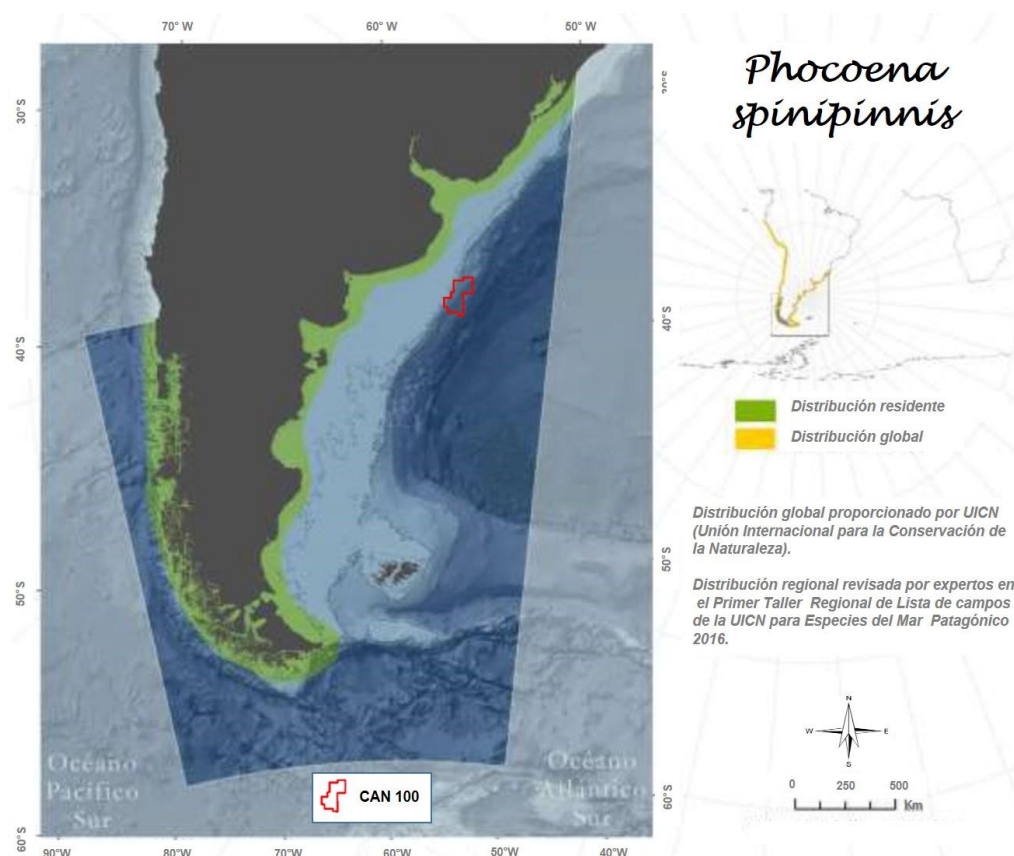 70° W
60° W
50° W
30°S
40°S
50°S
60°S
90°W
80°W
70°W
60°W
50°W
40°W
40°S
50°S
60°S
Océano
Pacífico
Sur
Océano
Atlántico
Sur
CAN 100
Phocoena
spinipinnis
Distribución residente
Distribución global
Distribución global proporcionado por UICN
(Unión Internacional para la Conservación de
la Naturaleza).
Distribución regional revisada por expertos en
el Primer Taller Regional de Lista de campos
de la UICN para Especies del Mar Patagónico
2016.
N
W
E
S
0 250 500
Km